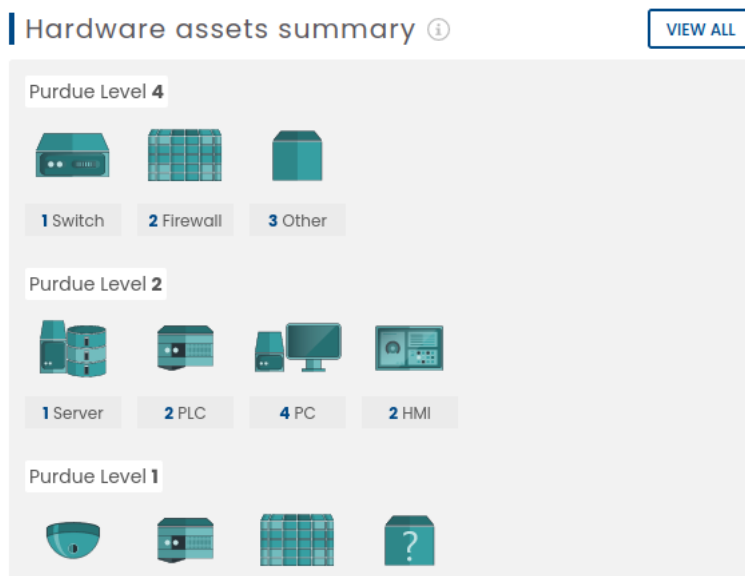 Hardware assets summary
VIEW ALL
Purdue Level 4
1 Switch
2 Firewall
3 Other
Purdue Level 2
1 Server
2 PLC
4 PC
2 HMI
Purdue Level 1
?